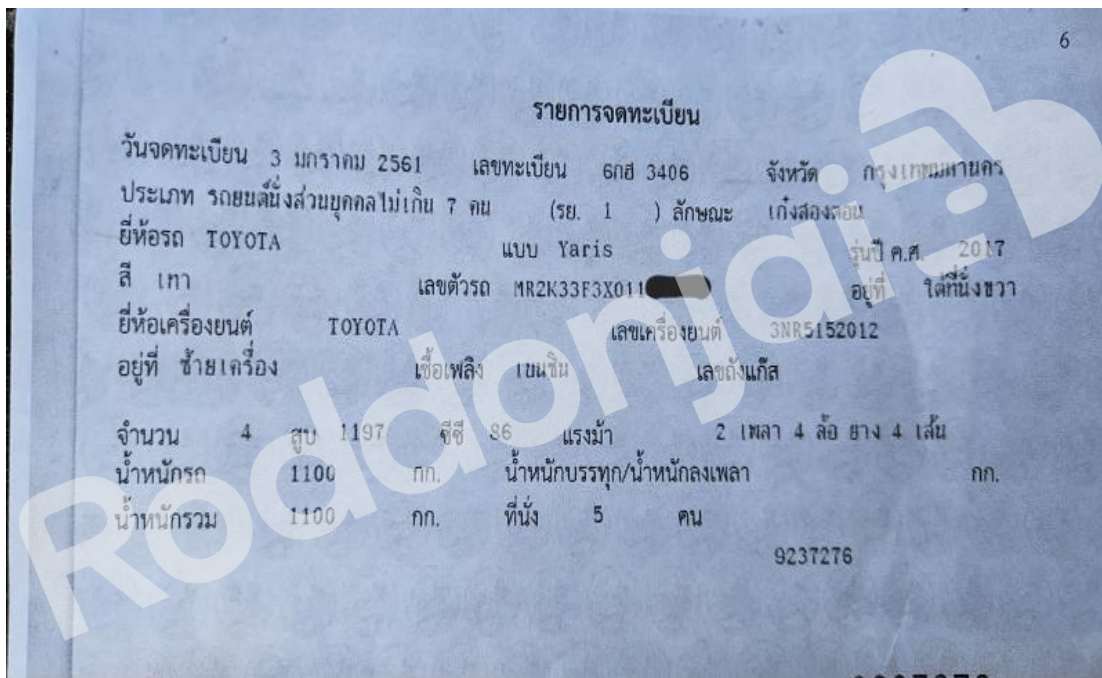 6
รายการจดทะเบียน
วันจดทะเบียน 3 มกราคม 2561 เลขทะเบียน 6กฮ 3406 จังหวัด กรุงเทพมหานคร
ประเภท รถยนต์นั่งส่วนบุคคลไม่เกิน 7 คน (รย. 1 ) ลักษณะ เก๋งสองตอน
ยี่ห้อรถ TOYOTA แบบ Yaris รุ่นปี ค.ศ. 2017
สี เทา เลขตัวรถ MR2K33F3X011 อยู่ที่ ใต้ที่นั่งขวา
ยี่ห้อเครื่องยนต์ TOYOTA เลขเครื่องยนต์ 3NR5152012
อยู่ที่ ซ้ายเครื่อง เชื้อเพลิง เบนซิน เลขถังแก๊ส
จำนวน 4 สูบ 1197 ซีซี 86 แรงม้า 2 เพลา 4 ล้อ ยาง 4 เส้น
น้ำหนักรถ 1100 กก. น้ำหนักบรรทุก/น้ำหนักลงเพลา กก.
น้ำหนักรวม 1100 กก. ที่นั่ง 5 คน
9237276
Roddonjai